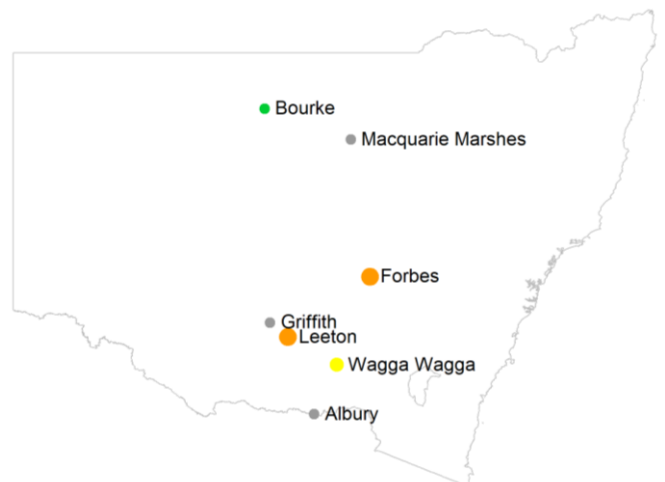 Bourke
Macquarie Marshes
Forbes
Griffith
Leeton
Wagga Wagga
Albury